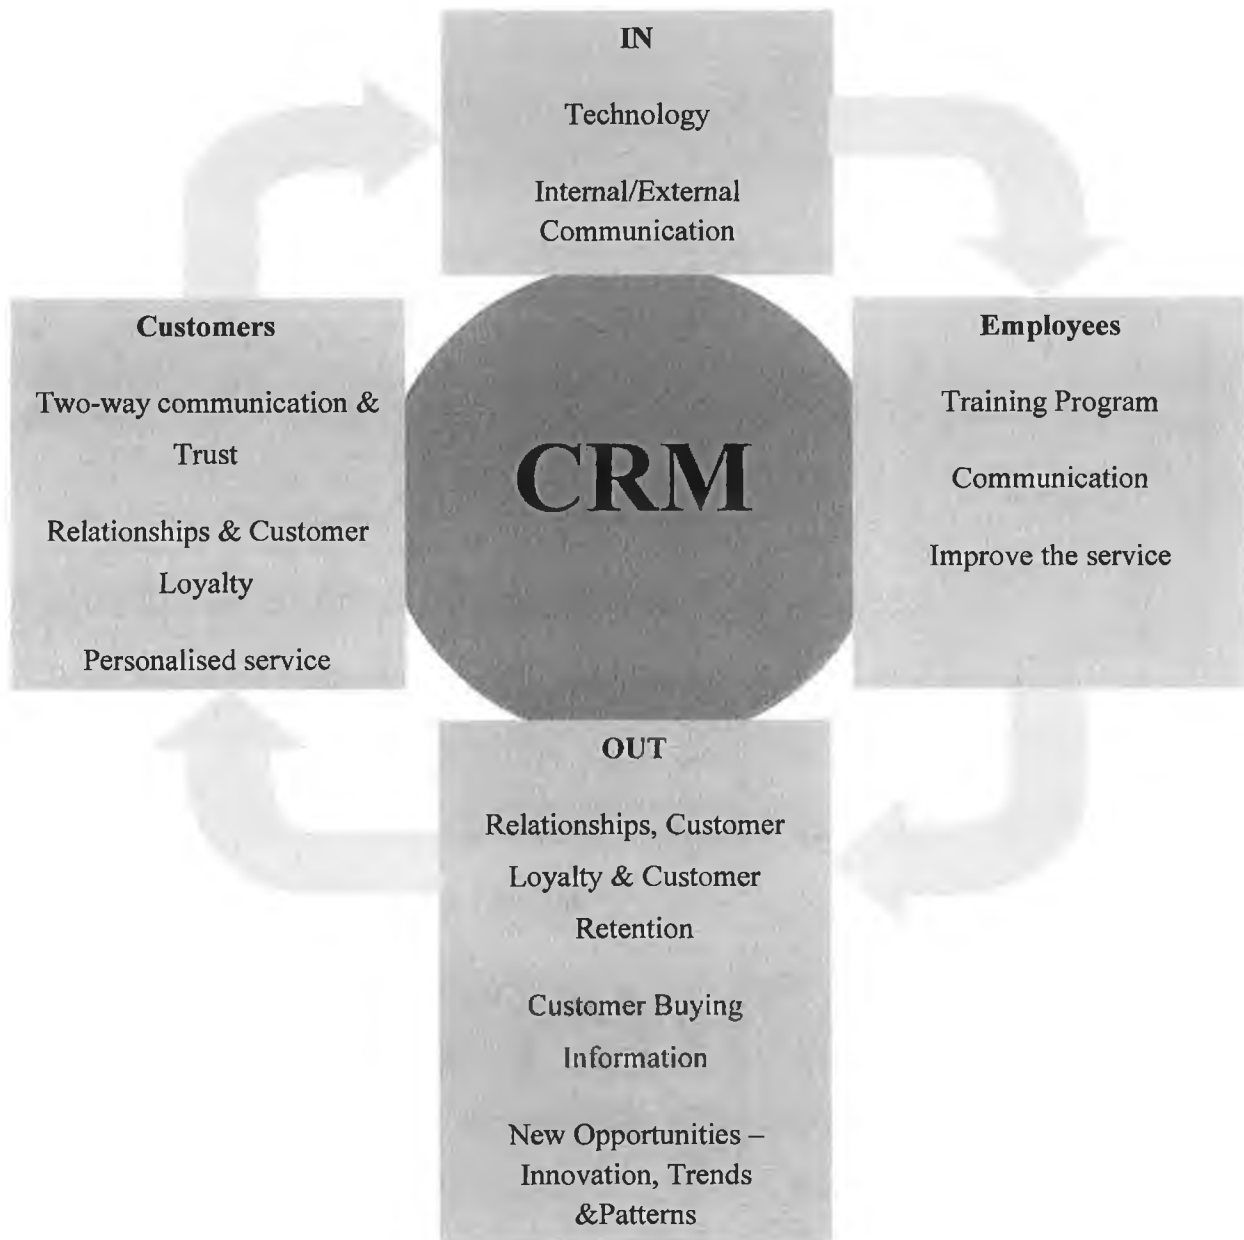 IN
Technology
Internal/External
Communication
Customers
Two-way communication &
Trust
Relationships & Customer
Loyalty
Personalised service
CRM
Employees
Training Program
Communication
Improve the service
OUT
Relationships, Customer
Loyalty & Customer
Retention
Customer Buying
Information
New Opportunities –
Innovation, Trends
&Patterns